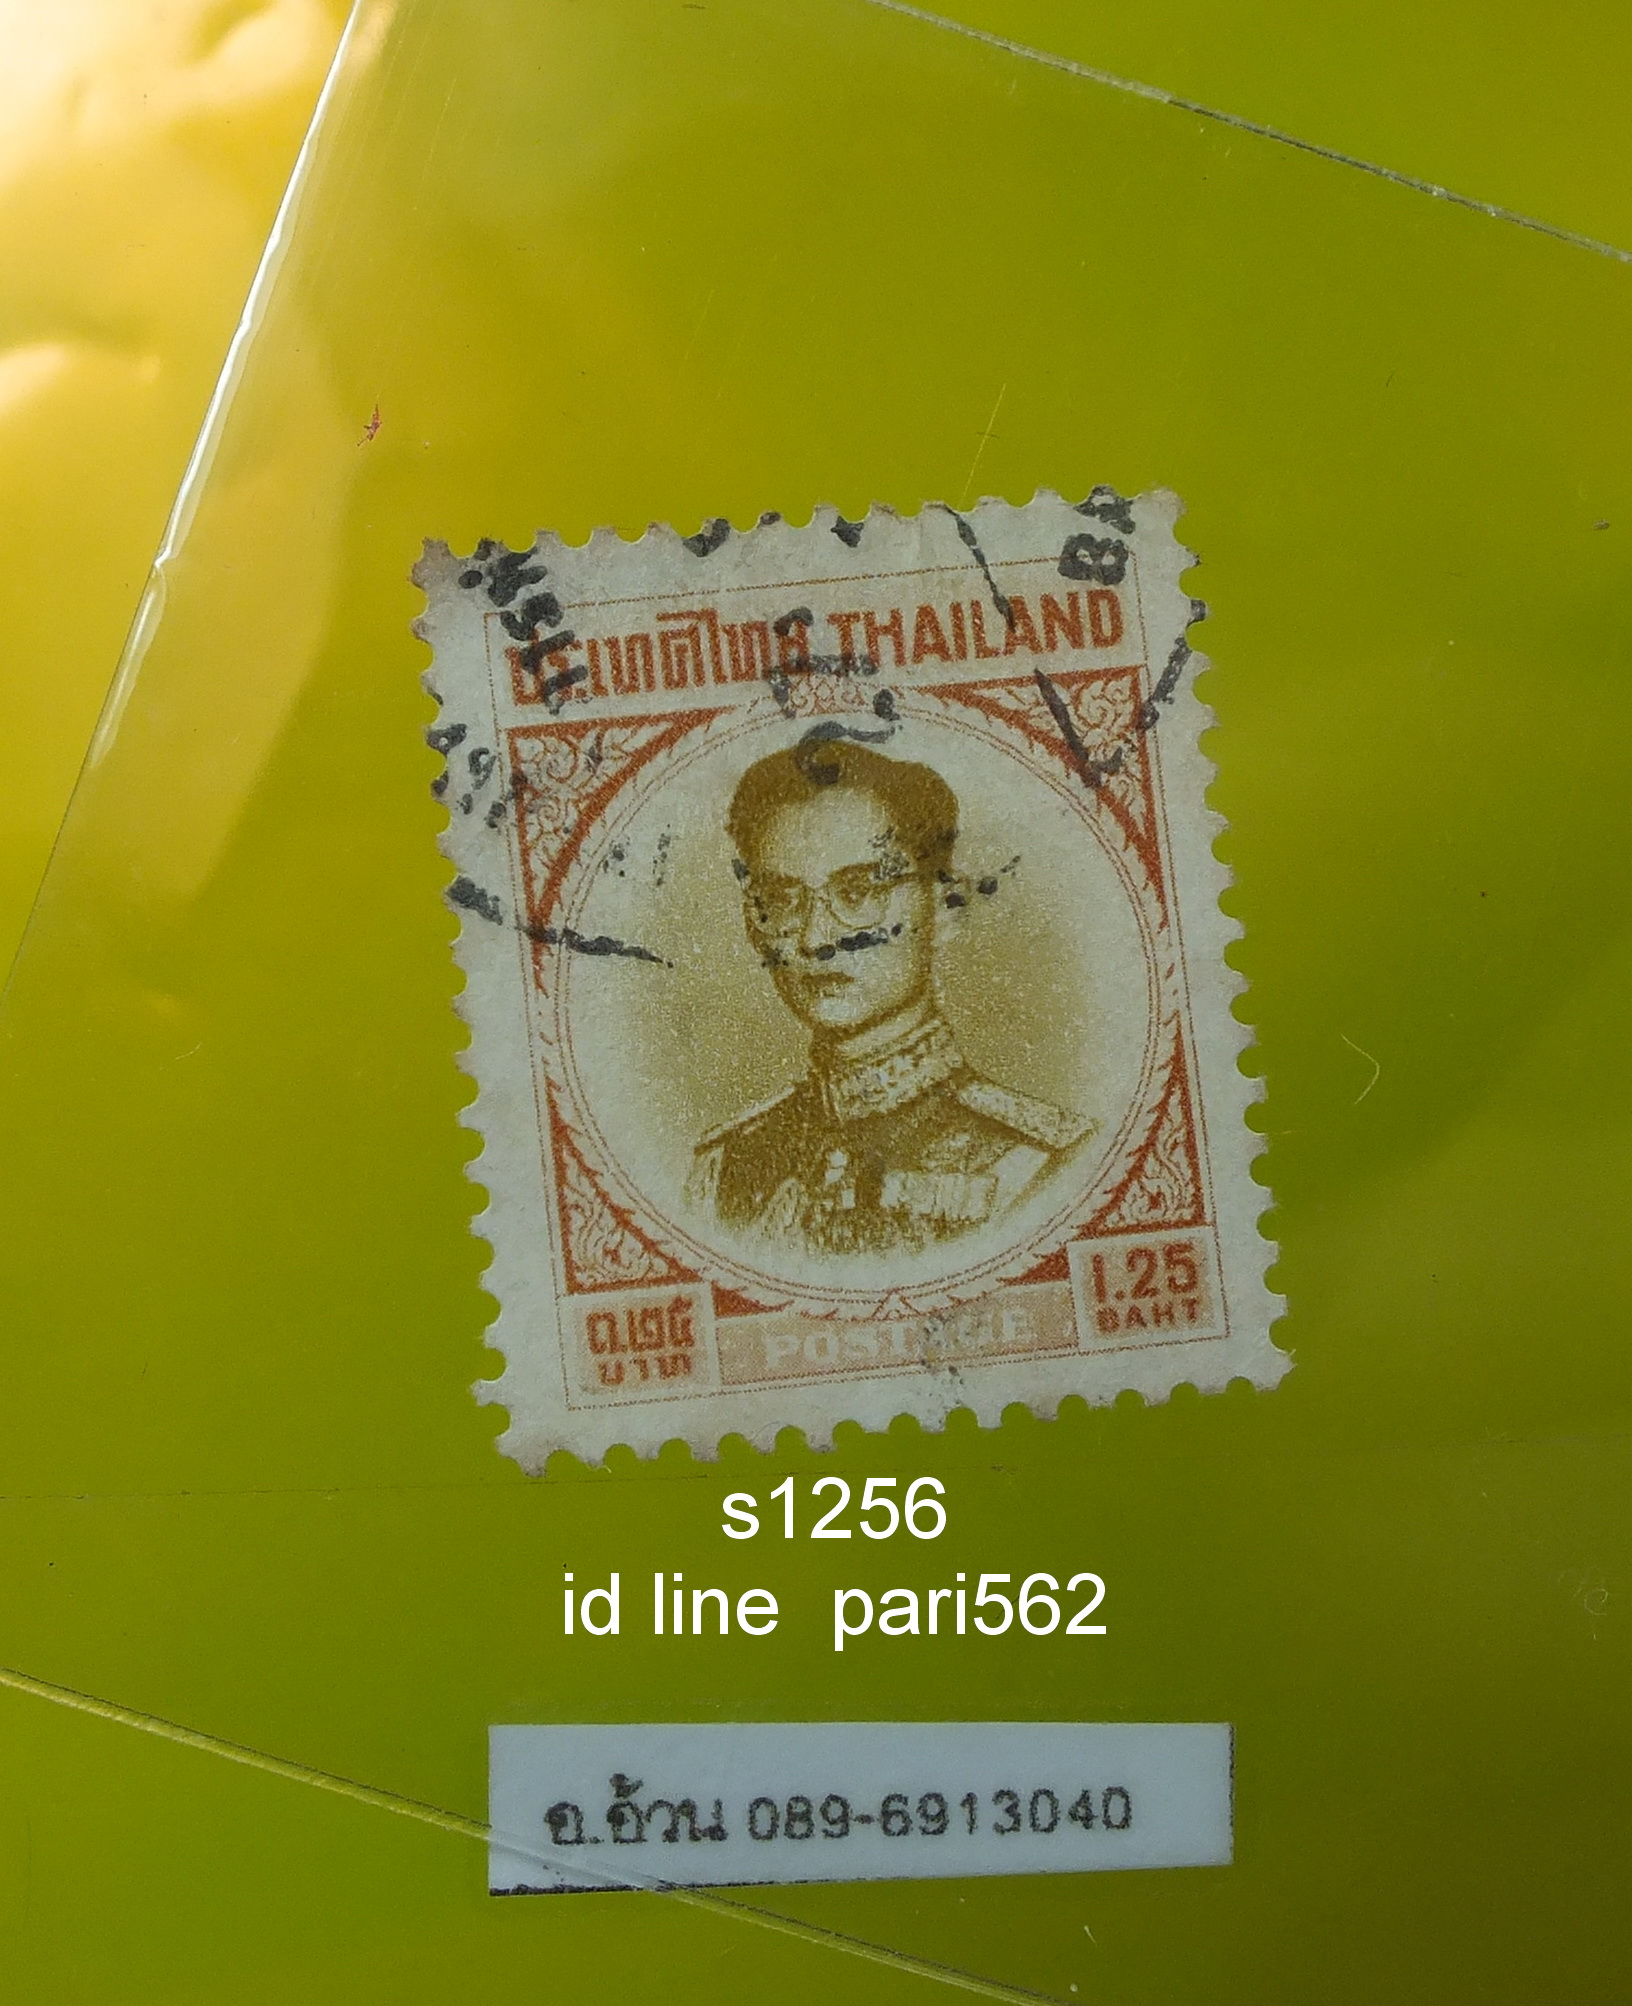 ประเทศไทย THAILAND
๑.๒๕ 1.25
บาท POSTAGE BAHT
s1256
id line pari562
อ.อ้วน 089-6913040